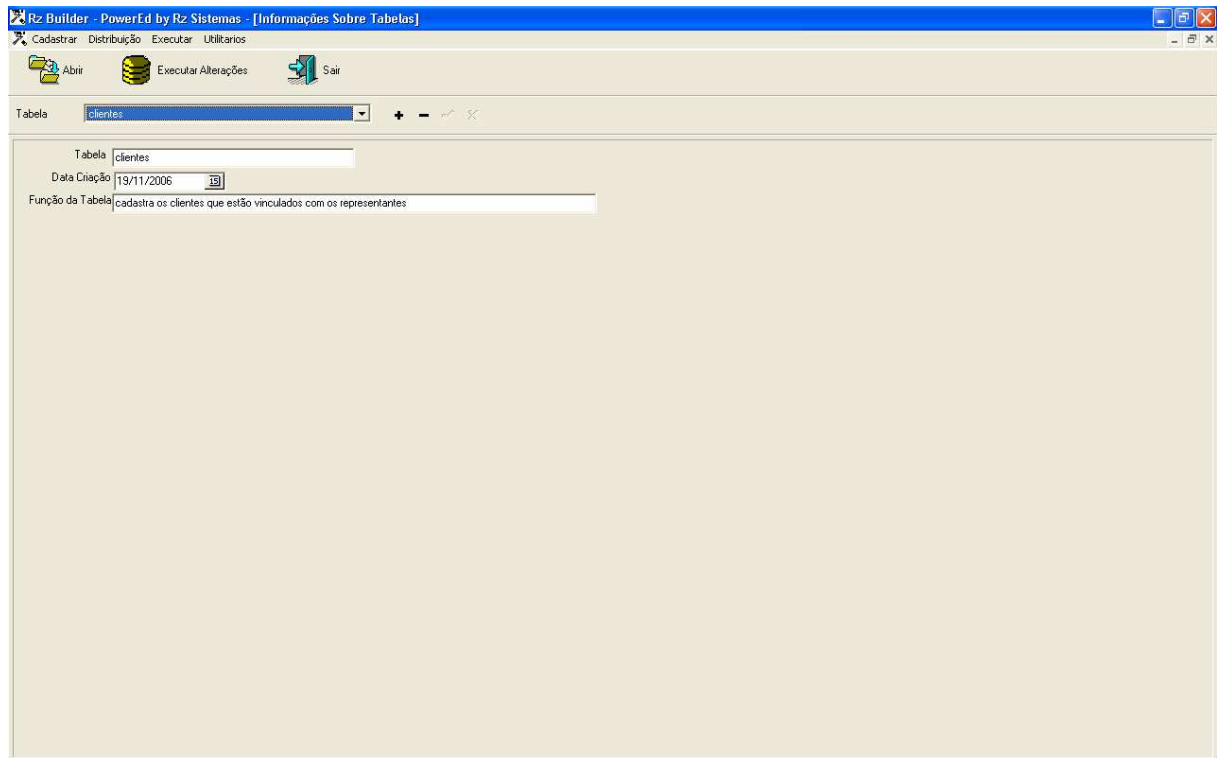 Rz Builder - PowerEd by Rz Sistemas - [Informações Sobre Tabelas]
Cadastrar Distribuição Executar Utilitarios
Abrir Executar Alterações Sair
Tabela clientes
Tabela clientes
Data Criação 19/11/2006 15
Função da Tabela cadastra os clientes que estão vinculados com os representantes